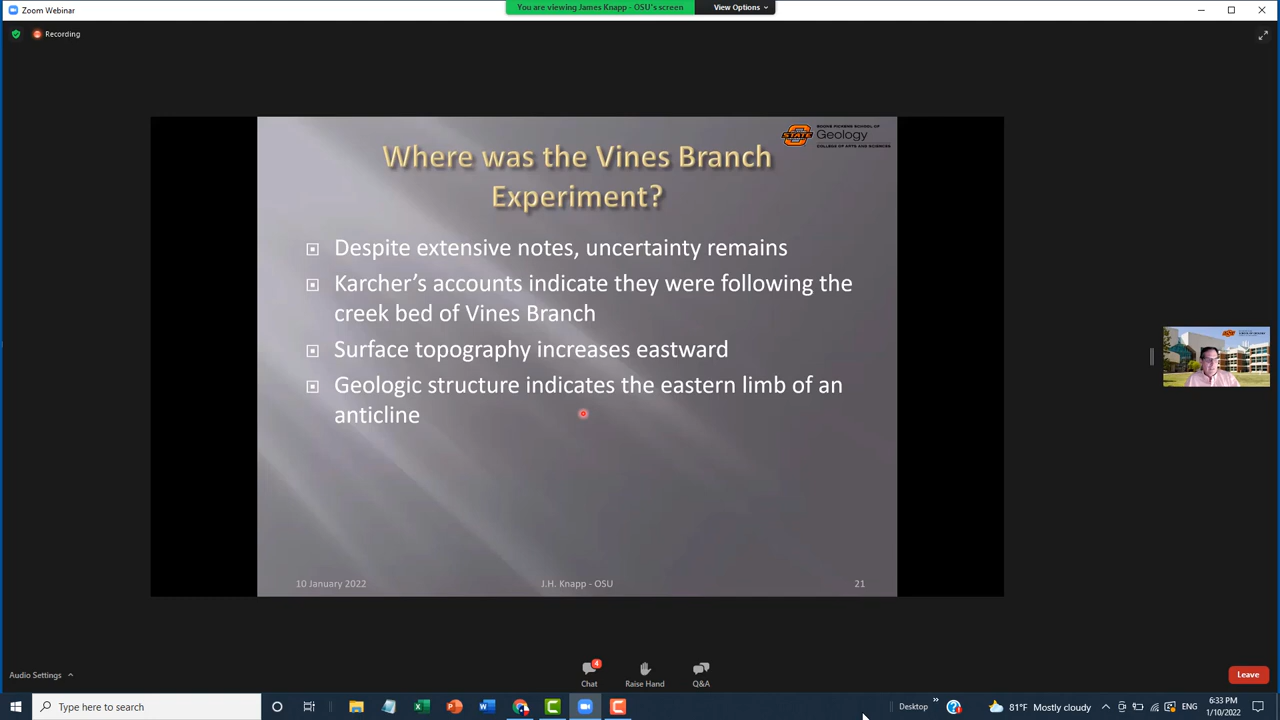 Zoom Webinar
You are viewing James Knapp - OSU's screen
View Options
Recording
BOONE PICKENS SCHOOL OF
STATE Geology
COLLEGE OF ARTS AND SCIENCES
Where was the Vines Branch
Experiment?
Despite extensive notes, uncertainty remains
Karcher's accounts indicate they were following the
creek bed of Vines Branch
Surface topography increases eastward
Geologic structure indicates the eastern limb of an
anticline
10 January 2022
J.H. Knapp - OSU
21
Audio Settings
4
Chat
Raise Hand
Q&A
Leave
Type here to search
Desktop
81°F Mostly cloudy
ENG
6:33 PM
1/10/2022